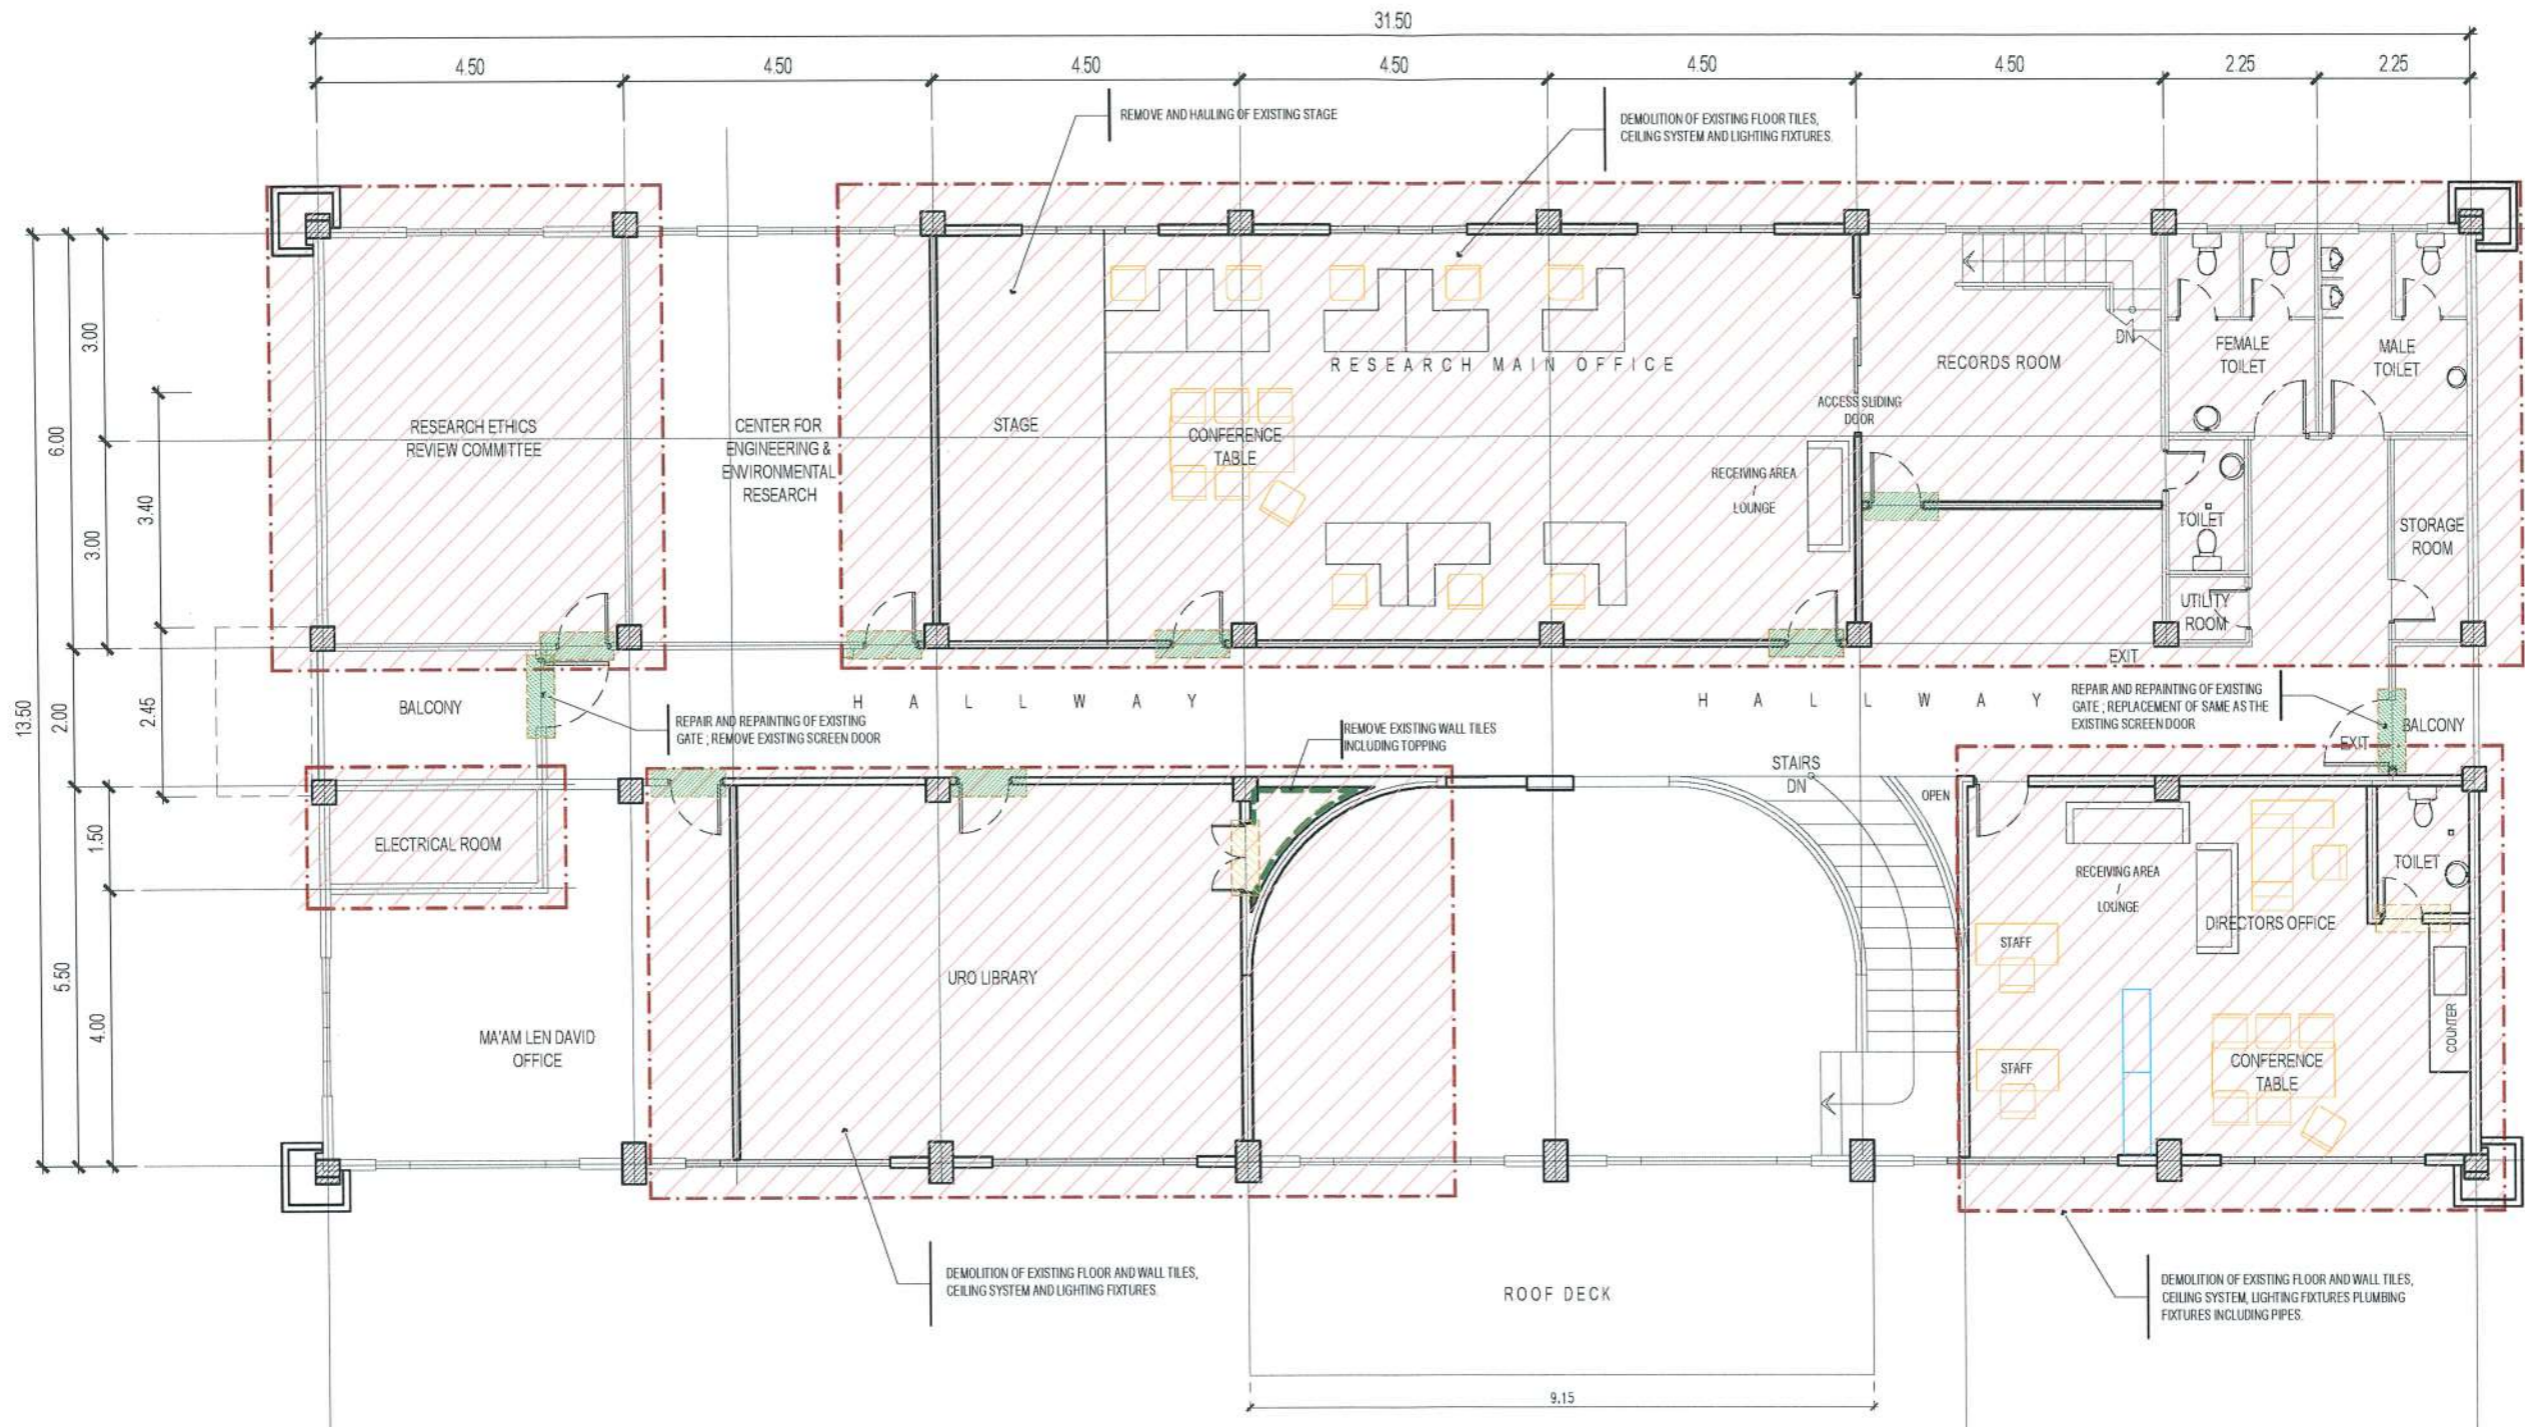 31.50
4.50
4.50
4.50
4.50
4.50
4.50
2.25
2.25
REMOVE AND HAULING OF EXISTING STAGE
DEMOLITION OF EXISTING FLOOR TILES,
CEILING SYSTEM AND LIGHTING FIXTURES.
13.50
6.00
2.00
5.50
3.00
3.00
1.50
4.00
3.40
2.45
RESEARCH ETHICS
REVIEW COMMITTEE
CENTER FOR
ENGINEERING &
ENVIRONMENTAL
RESEARCH
STAGE
RESEARCH MAIN OFFICE
CONFERENCE
TABLE
RECEIVING AREA
/
LOUNGE
ACCESS SLIDING
DOOR
RECORDS ROOM
DN
FEMALE
TOILET
MALE
TOILET
TOILET
UTILITY
ROOM
STORAGE
ROOM
EXIT
BALCONY
REPAIR AND REPAINTING OF EXISTING
GATE ; REMOVE EXISTING SCREEN DOOR
HALLWAY
REMOVE EXISTING WALL TILES
INCLUDING TOPPING
HALLWAY
REPAIR AND REPAINTING OF EXISTING
GATE ; REPLACEMENT OF SAME AS THE
EXISTING SCREEN DOOR
BALCONY
EXIT
STAIRS
DN
OPEN
ELECTRICAL ROOM
MA'AM LEN DAVID
OFFICE
URO LIBRARY
RECEIVING AREA
/
LOUNGE
DIRECTORS OFFICE
TOILET
STAFF
STAFF
CONFERENCE
TABLE
COUNTER
DEMOLITION OF EXISTING FLOOR AND WALL TILES,
CEILING SYSTEM AND LIGHTING FIXTURES.
ROOF DECK
DEMOLITION OF EXISTING FLOOR AND WALL TILES,
CEILING SYSTEM, LIGHTING FIXTURES PLUMBING
FIXTURES INCLUDING PIPES.
9.15